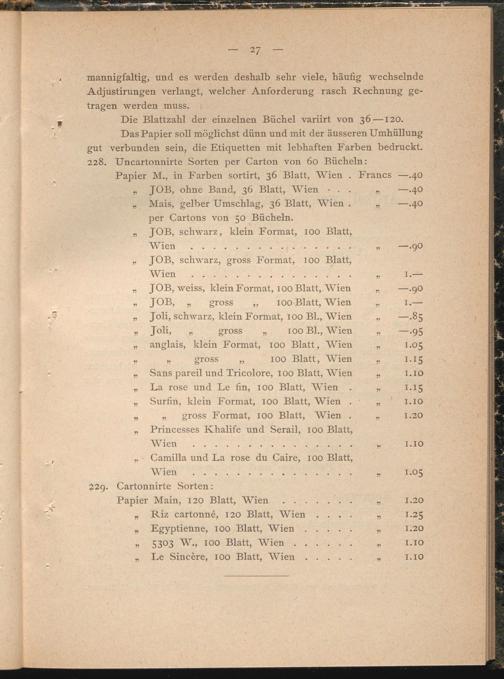 — 27 —
mannigfaltig, und es werden deshalb sehr viele, häufig wechselnde
Adjustirungen verlangt, welcher Anforderung rasch Rechnung ge-
tragen werden muss.
Die Blattzahl der einzelnen Büchel variirt von 36—120.
Das Papier soll möglichst dünn und mit der äusseren Umhüllung
gut verbunden sein, die Etiquetten mit lebhaften Farben bedruckt.
228. Uncartonnirte Sorten per Carton von 60 Bücheln:
Papier M., in Farben sortirt, 36 Blatt, Wien . Francs —.40
„ JOB, ohne Band, 36 Blatt, Wien . . . „ —.40
„ Mais, gelber Umschlag, 36 Blatt, Wien . „ —.40
per Cartons von 50 Bücheln.
„ JOB, schwarz, klein Format, 100 Blatt,
Wien . . . . . . . . . . . . . . . „ —.90
„ JOB, schwarz, gross Format, 100 Blatt,
Wien . . . . . . . . . . . . . . . „ 1.—
„ JOB, weiss, klein Format, 100 Blatt, Wien „ —.90
„ JOB, „ gross „ 100 Blatt, Wien „ 1.—
„ Joli, schwarz, klein Format, 100 Bl., Wien „ —.85
„ Joli, „ gross „ 100 Bl., Wien „ —.95
„ anglais, klein Format, 100 Blatt, Wien „ 1.05
„ „ gross „ 100 Blatt, Wien „ 1.15
„ Sans pareil und Tricolore, 100 Blatt, Wien „ 1.10
„ La rose und Le fin, 100 Blatt, Wien . „ 1.15
„ Surfin, klein Format, 100 Blatt, Wien . „ 1.10
„ „ gross Format, 100 Blatt, Wien . „ 1.20
„ Princesses Khalife und Serail, 100 Blatt,
Wien . . . . . . . . . . . . . . . „ 1.10
„ Camilla und La rose du Caire, 100 Blatt,
Wien . . . . . . . . . . . . . . . „ 1.05
229. Cartonnirte Sorten:
Papier Main, 120 Blatt, Wien . . . . . . . „ 1.20
„ Riz cartonné, 120 Blatt, Wien . . . . „ 1.25
„ Egyptienne, 100 Blatt, Wien . . . . . „ 1.20
„ 5303 W., 100 Blatt, Wien . . . . . . „ 1.10
„ Le Sincère, 100 Blatt, Wien . . . . . „ 1.10